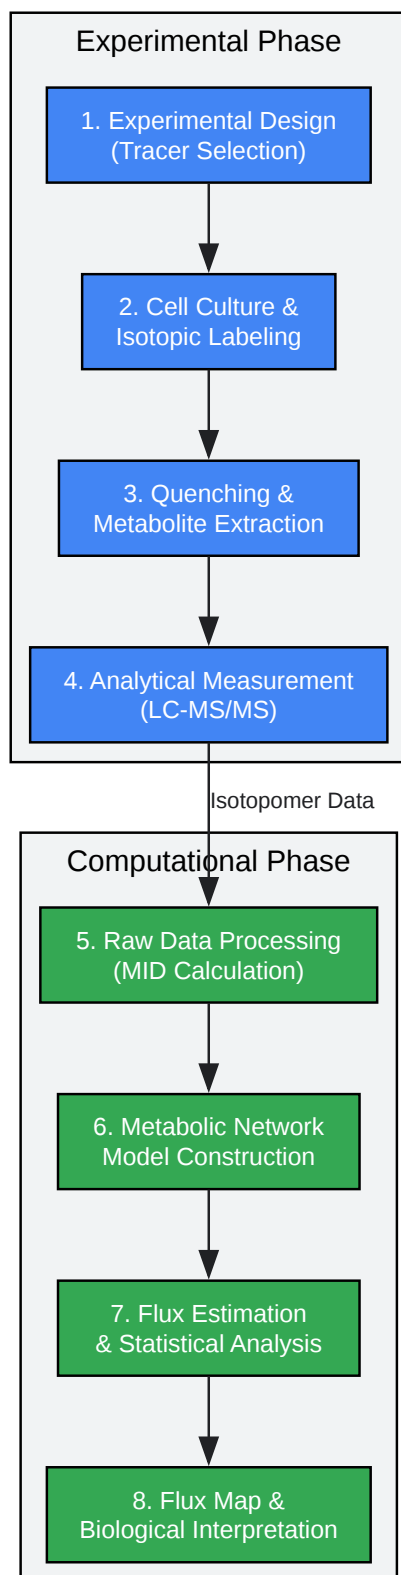 Experimental Phase
1. Experimental Design
(Tracer Selection)
2. Cell Culture &
Isotopic Labeling
3. Quenching &
Metabolite Extraction
4. Analytical Measurement
(LC-MS/MS)
Isotopomer Data
Computational Phase
5. Raw Data Processing
(MID Calculation)
6. Metabolic Network
Model Construction
7. Flux Estimation
& Statistical Analysis
8. Flux Map &
Biological Interpretation